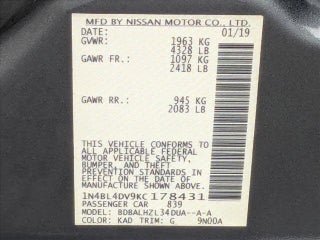 MFD BY NISSAN MOTOR CO., LTD.
DATE: 01/19
GVWR: 1963 KG
4328 LB
GAWR FR.: 1097 KG
2418 LB
GAWR RR.: 945 KG
2083 LB
THIS VEHICLE CONFORMS TO
ALL APPLICABLE FEDERAL
MOTOR VEHICLE SAFETY,
BUMPER, AND THEFT
PREVENTION STANDARDS IN
EFFECT ON THE DATE OF
MANUFACTURE SHOWN ABOVE.
1N4BL4DV9KC178431
PASSENGER CAR 839
MODEL: BDBALHZL34DUA--A-A
COLOR: KAD TRIM: G 9N00A